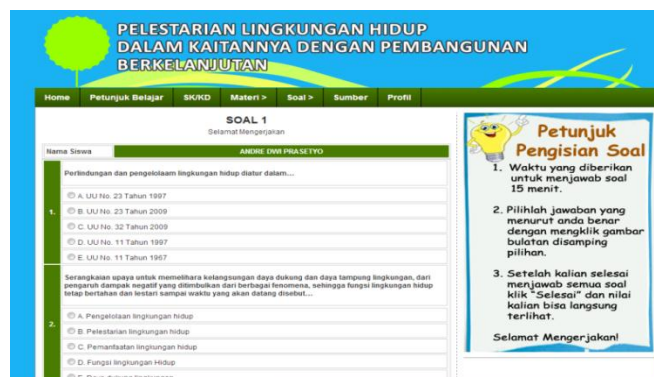 PELESTARIAN LINGKUNGAN HIDUP
DALAM KAITANNYA DENGAN PEMBANGUNAN
BERKELANJUTAN
Home Petunjuk Belajar SK/KD Materi > Soal > Sumber Profil
SOAL 1
Selamat Mengerjakan
Nama Siswa ANDRE DWI PRASETYO
1.
Perlindungan dan pengelolaam lingkungan hidup diatur dalam...
A. UU No. 23 Tahun 1997
B. UU No. 23 Tahun 2009
C. UU No. 32 Tahun 2009
D. UU No. 11 Tahun 1997
E. UU No. 11 Tahun 1967
2.
Serangkaian upaya untuk memelihara kelangsungan daya dukung dan daya tampung lingkungan, dari
pengaruh dampak negatif yang ditimbulkan dari berbagai fenomena, sehingga fungsi lingkungan hidup
tetap bertahan dan lestari sampai waktu yang akan datang disebut...
A. Pengelolaan lingkungan hidup
B. Pelestarian lingkungan hidup
C. Pemanfaatan lingkungan hidup
D. Fungsi lingkungan Hidup
E. Daya dukung lingkungan
Petunjuk
Pengisian Soal
1. Waktu yang diberikan
untuk menjawab soal
15 menit.
2. Pilihlah jawaban yang
menurut anda benar
dengan mengklik gambar
bulatan disamping
pilihan.
3. Setelah kalian selesai
menjawab semua soal
klik "Selesai" dan nilai
kalian bisa langsung
terlihat.
Selamat Mengerjakan!